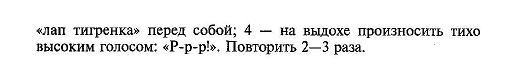 «лап тигренка» перед собой; 4 — на выдохе произносить тихо
высоким голосом: «Р-р-р!». Повторить 2—3 раза.